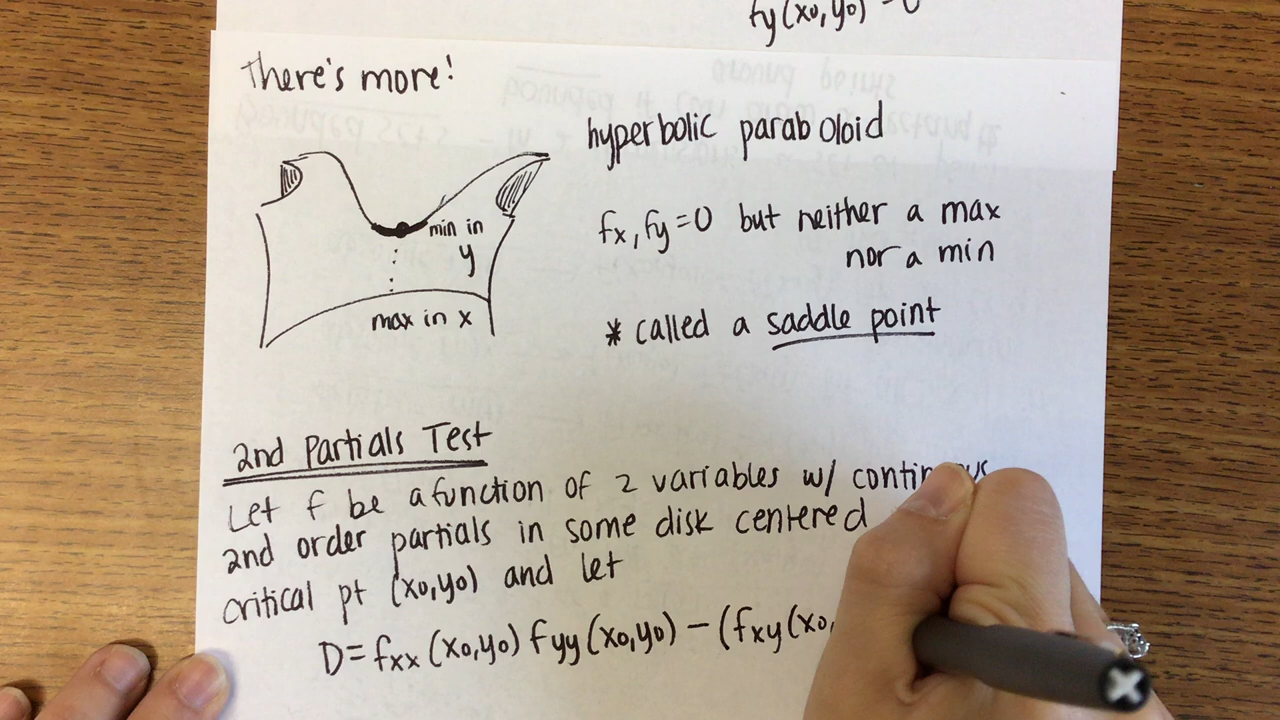 fy(x0,y0) = 0
There's more!
hyperbolic paraboloid
min in
y
max in x
fx, fy = 0 but neither a max
nor a min
* called a saddle point
2nd Partials Test
Let f be a function of 2 variables w/ continuous
2nd order partials in some disk centered
critical pt (x0,y0) and let
D = fxx (x0,y0) fyy (x0,y0) - (fxy (x0,